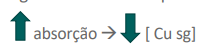 ⬆ absorção → ⬇ [ Cu sg]